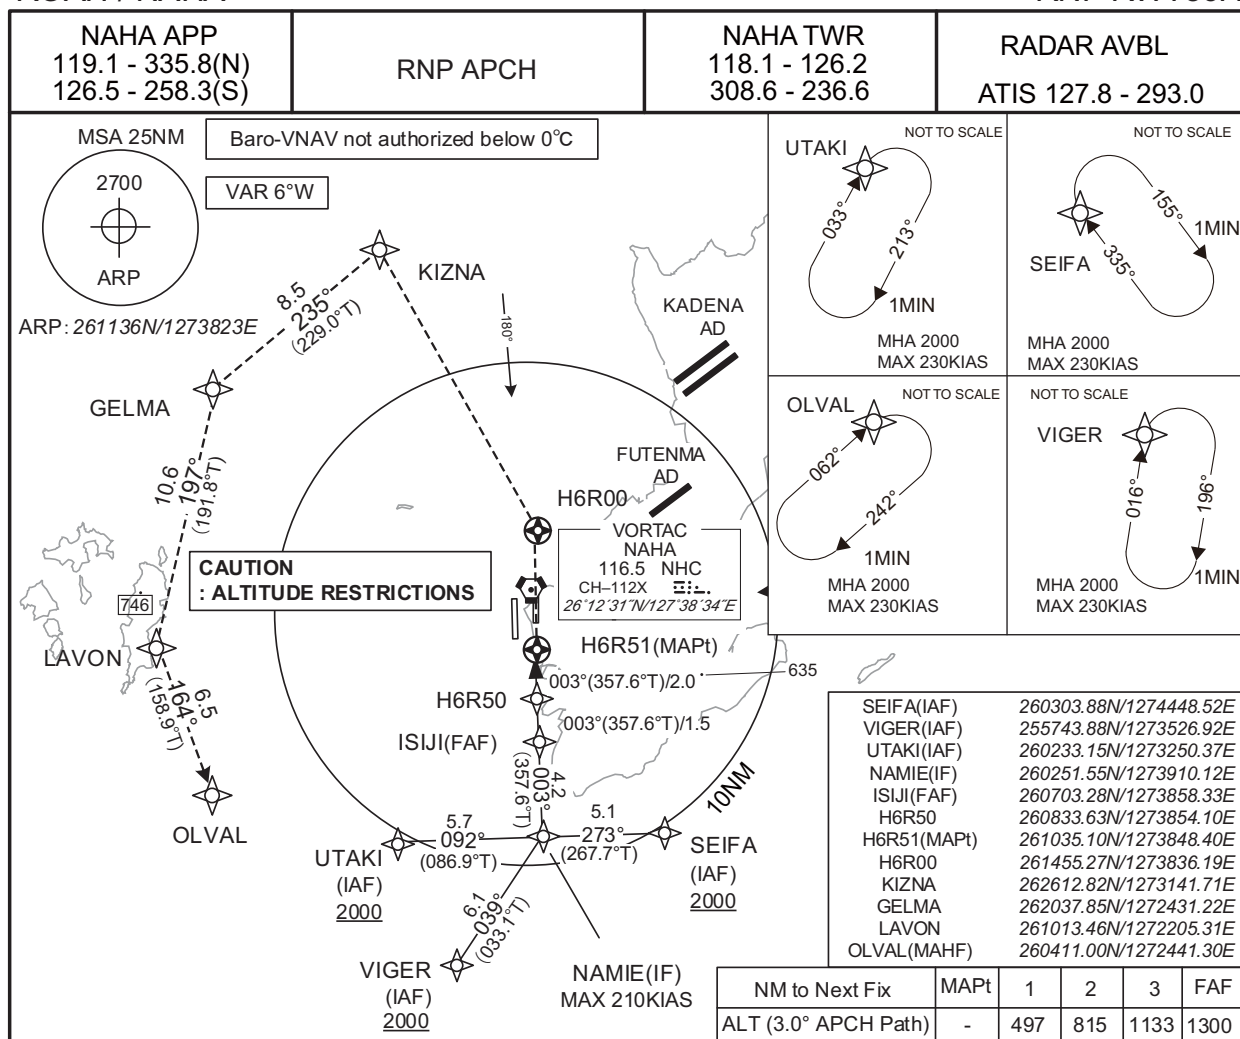 NAHA APP
119.1 - 335.8(N)
126.5 - 258.3(S)
RNP APCH
NAHA TWR
118.1 - 126.2
308.6 - 236.6
RADAR AVBL
ATIS 127.8 - 293.0
MSA 25NM
2700
ARP
ARP: 261136N/1273823E
Baro-VNAV not authorized below 0°C
VAR 6°W
KIZNA
8.5
235°
(229.0°T)
GELMA
180°
KADENA
AD
FUTENMA
AD
10.6
197°
(191.8°T)
H6R00
VORTAC
NAHA
116.5 NHC
CH–112X
26°12'31"N/127°38'34"E
CAUTION
: ALTITUDE RESTRICTIONS
746
LAVON
6.5
164°
(158.9°T)
OLVAL
H6R51(MAPt)
635
003°(357.6°T)/2.0
H6R50
003°(357.6°T)/1.5
ISIJI(FAF)
4.2
003°
(357.6°T)
10NM
5.7
092°
(086.9°T)
5.1
273°
(267.7°T)
UTAKI
(IAF)
2000
SEIFA
(IAF)
2000
6.1
039°
(033.1°T)
VIGER
(IAF)
2000
NAMIE(IF)
MAX 210KIAS
NOT TO SCALE
UTAKI
033°
213°
1MIN
MHA 2000
MAX 230KIAS
NOT TO SCALE
SEIFA
155°
335°
1MIN
MHA 2000
MAX 230KIAS
NOT TO SCALE
OLVAL
062°
242°
1MIN
MHA 2000
MAX 230KIAS
NOT TO SCALE
VIGER
016°
196°
1MIN
MHA 2000
MAX 230KIAS
SEIFA(IAF) 260303.88N/1274448.52E
VIGER(IAF) 255743.88N/1273526.92E
UTAKI(IAF) 260233.15N/1273250.37E
NAMIE(IF) 260251.55N/1273910.12E
ISIJI(FAF) 260703.28N/1273858.33E
H6R50 260833.63N/1273854.10E
H6R51(MAPt) 261035.10N/1273848.40E
H6R00 261455.27N/1273836.19E
KIZNA 262612.82N/1273141.71E
GELMA 262037.85N/1272431.22E
LAVON 261013.46N/1272205.31E
OLVAL(MAHF) 260411.00N/1272441.30E
NM to Next Fix MAPt 1 2 3 FAF
ALT (3.0° APCH Path) - 497 815 1133 1300